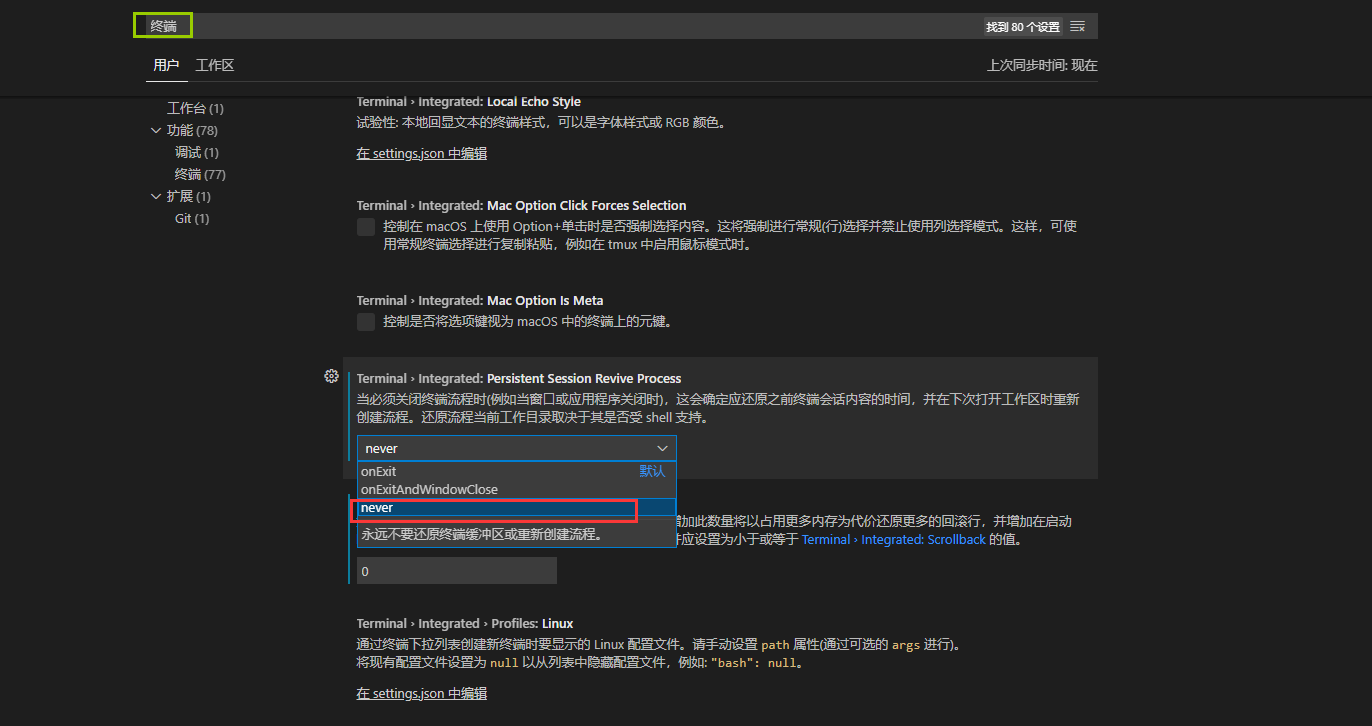 终端
找到 80 个设置
用户
工作区
上次同步时间: 现在
工作台 (1)
功能 (78)
调试 (1)
终端 (77)
扩展 (1)
Git (1)
Terminal › Integrated: Local Echo Style
试验性: 本地回显文本的终端样式，可以是字体样式或 RGB 颜色。
在 settings.json 中编辑
Terminal › Integrated: Mac Option Click Forces Selection
控制在 macOS 上使用 Option+单击时是否强制选择内容。这将强制进行常规(行)选择并禁止使用列选择模式。这样，可使
用常规终端选择进行复制粘贴，例如在 tmux 中启用鼠标模式时。
Terminal › Integrated: Mac Option Is Meta
控制是否将选项键视为 macOS 中的终端上的元键。
Terminal › Integrated: Persistent Session Revive Process
当必须关闭终端流程时(例如当窗口或应用程序关闭时)，这会确定应还原之前终端会话内容的时间，并在下次打开工作区时重新
创建流程。还原流程当前工作目录取决于其是否受 shell 支持。
never
onExit 默认
onExitAndWindowClose
never
永远不要还原终端缓冲区或重新创建流程。
加此数量将以占用更多内存为代价还原更多的回滚行，并增加在启动
应设置为小于或等于 Terminal › Integrated: Scrollback 的值。
0
Terminal › Integrated › Profiles: Linux
通过终端下拉列表创建新终端时要显示的 Linux 配置文件。请手动设置 path 属性(通过可选的 args 进行)。
将现有配置文件设置为 null 以从列表中隐藏配置文件，例如: "bash": null。
在 settings.json 中编辑